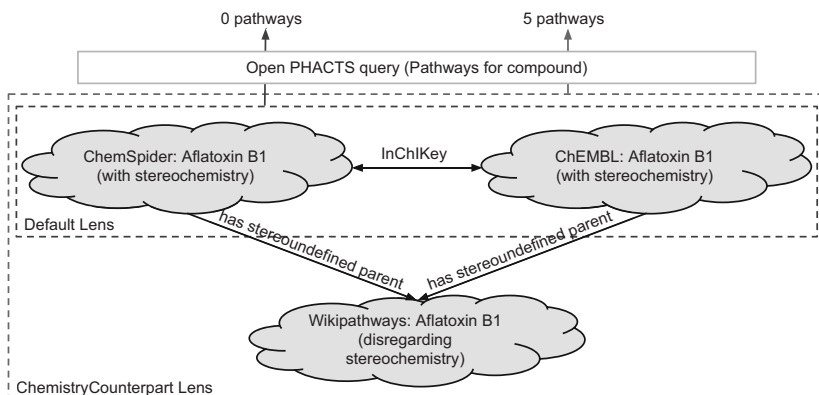 0 pathways
5 pathways
Open PHACTS query (Pathways for compound)
ChemSpider: Aflatoxin B1
(with stereochemistry)
InChIKey
ChEMBL: Aflatoxin B1
(with stereochemistry)
Default Lens
has stereoundefined parent
has stereoundefined parent
Wikipathways: Aflatoxin B1
(disregarding
stereochemistry)
ChemistryCounterpart Lens